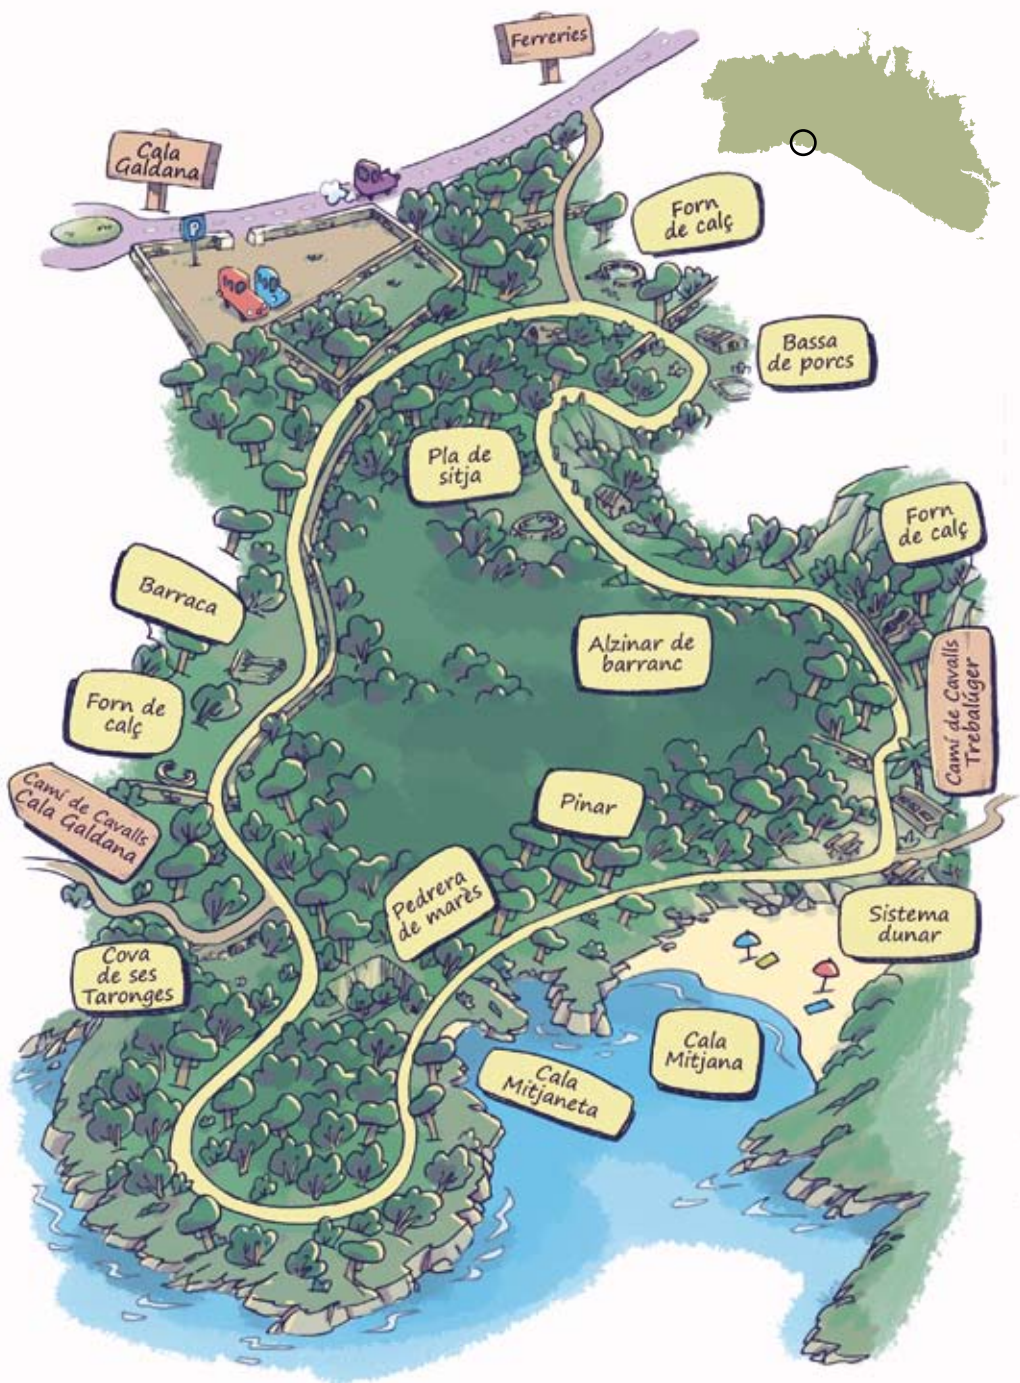 Ferreries
Cala
Galdana
P
Forn
de calç
Bassa
de porcs
Pla de
sitja
Forn
de calç
Barraca
Alzinar de
barranc
Camí de Cavalls
Trebalúger
Forn de
calç
Camí de Cavalls
Cala Galdana
Pinar
Pedrera
de marès
Sistema
dunar
Cova
de ses
Taronges
Cala
Mitjana
Cala
Mitjaneta